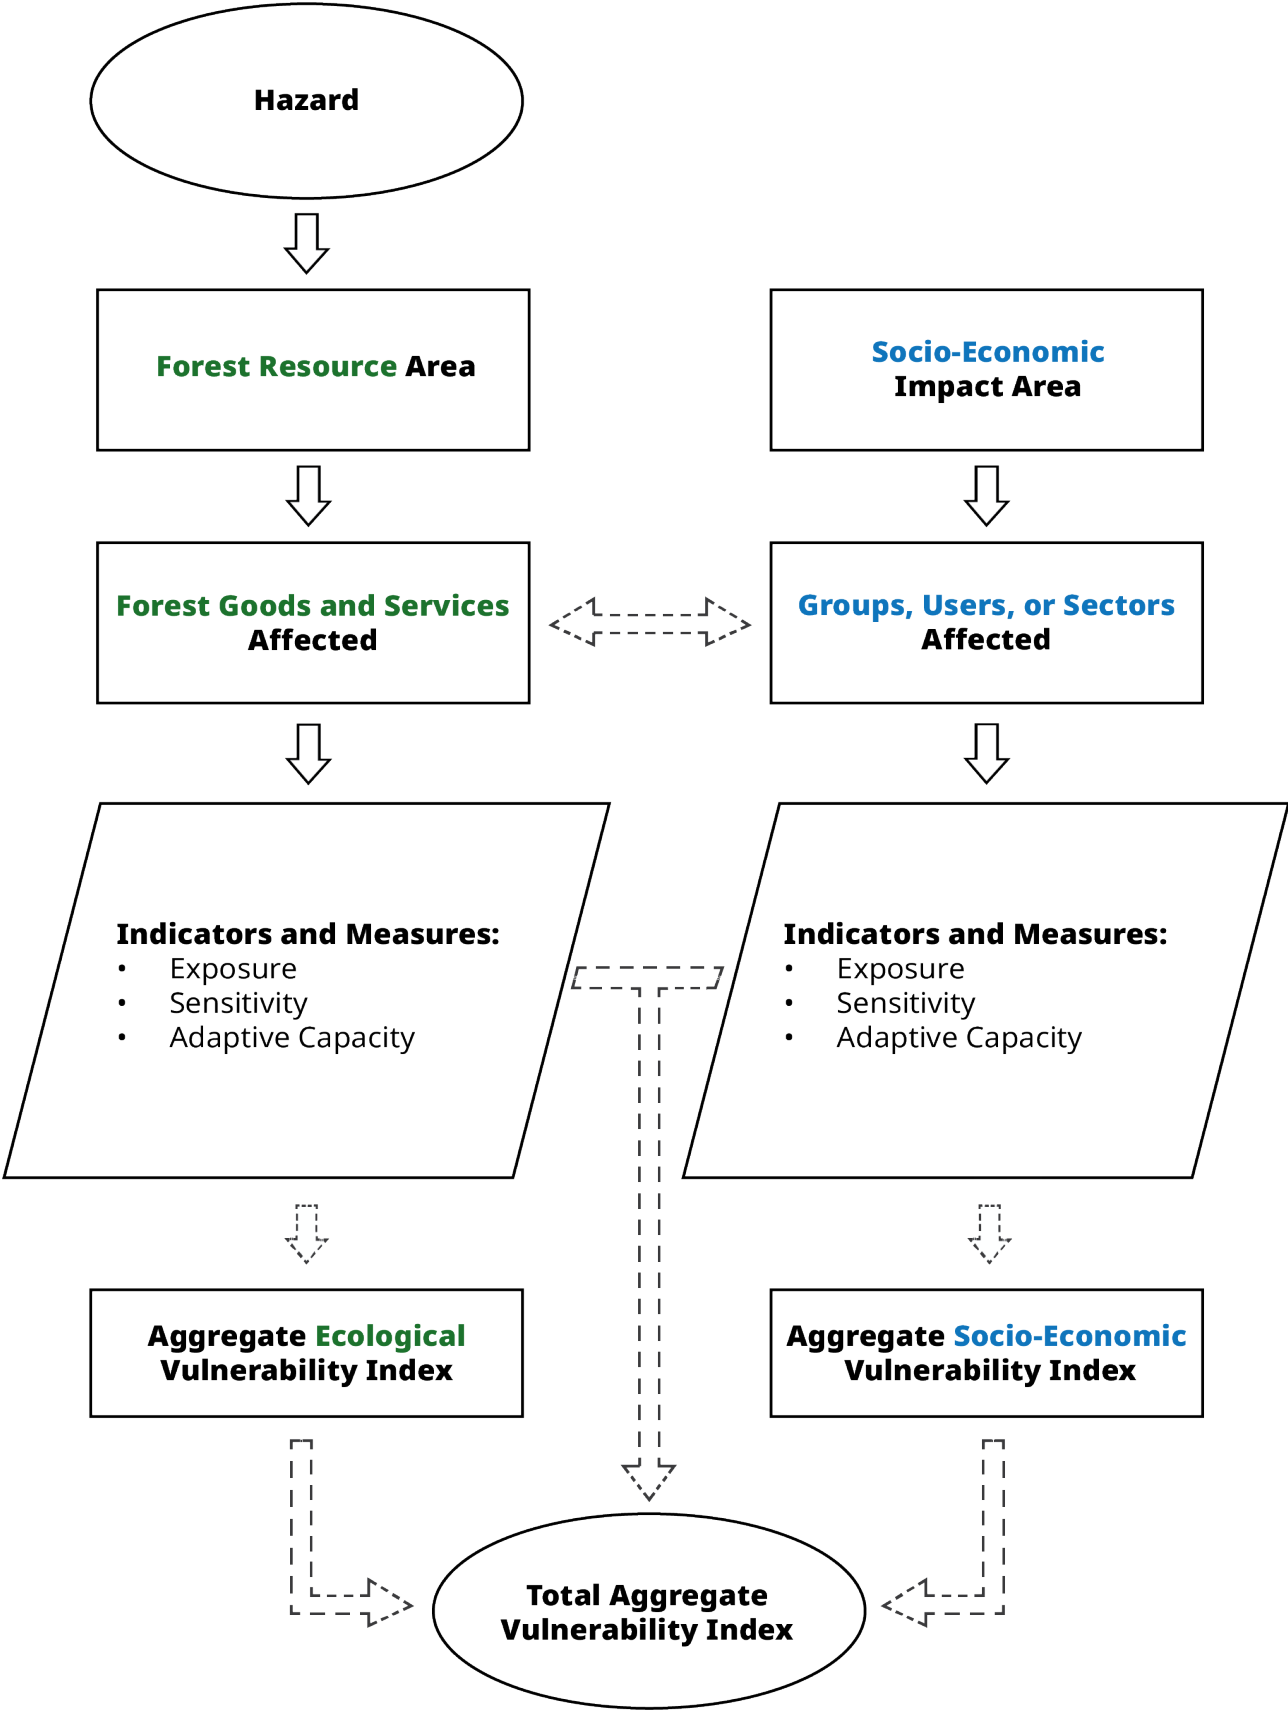 Hazard
Forest Resource Area
Socio-Economic
Impact Area
Forest Goods and Services
Affected
Groups, Users, or Sectors
Affected
Indicators and Measures:
• Exposure
• Sensitivity
• Adaptive Capacity
Indicators and Measures:
• Exposure
• Sensitivity
• Adaptive Capacity
Aggregate Ecological
Vulnerability Index
Aggregate Socio-Economic
Vulnerability Index
Total Aggregate
Vulnerability Index